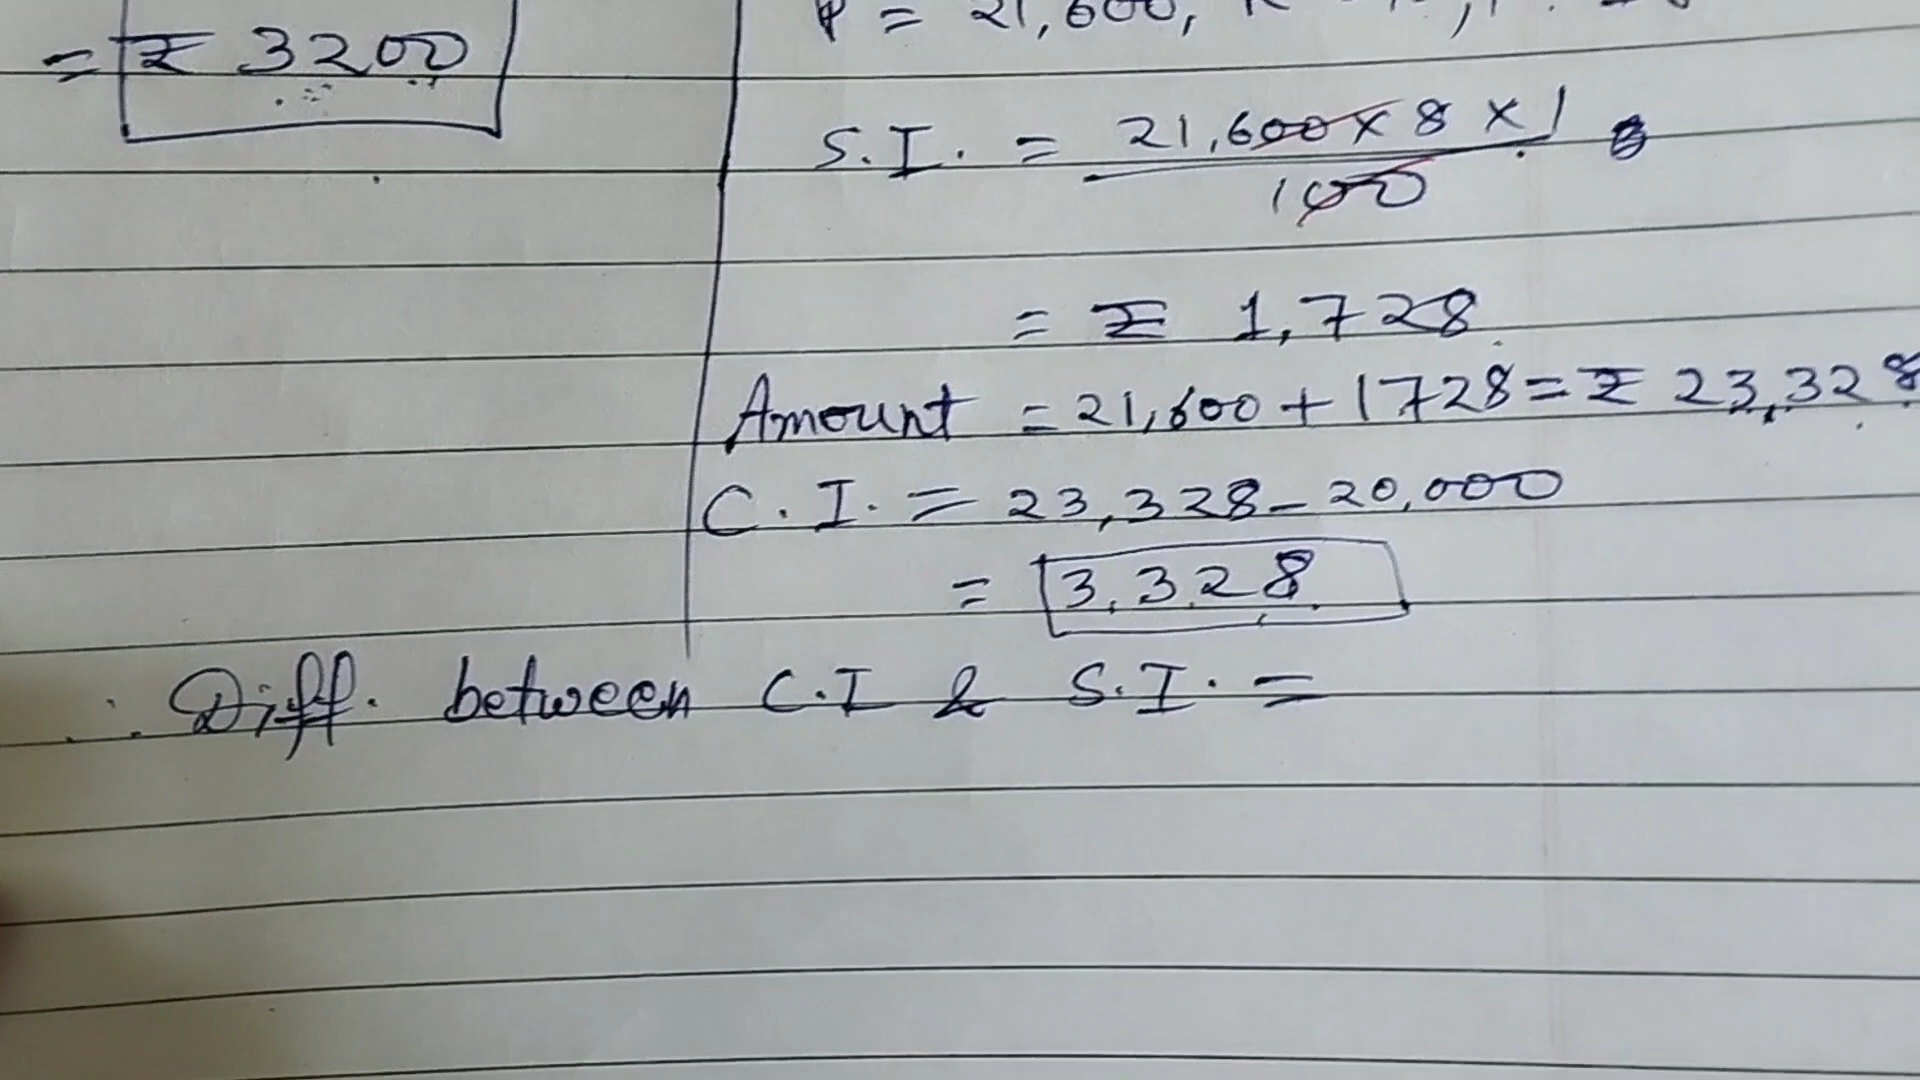 = ₹ 3200
P = 21,600,
S.I. = 21,600 x 8 x 1
100
= ₹ 1,728
Amount = 21,600 + 1728 = ₹ 23,328
C.I. = 23,328 - 20,000
= 3,328
∴ Diff. between C.I & S.I. =